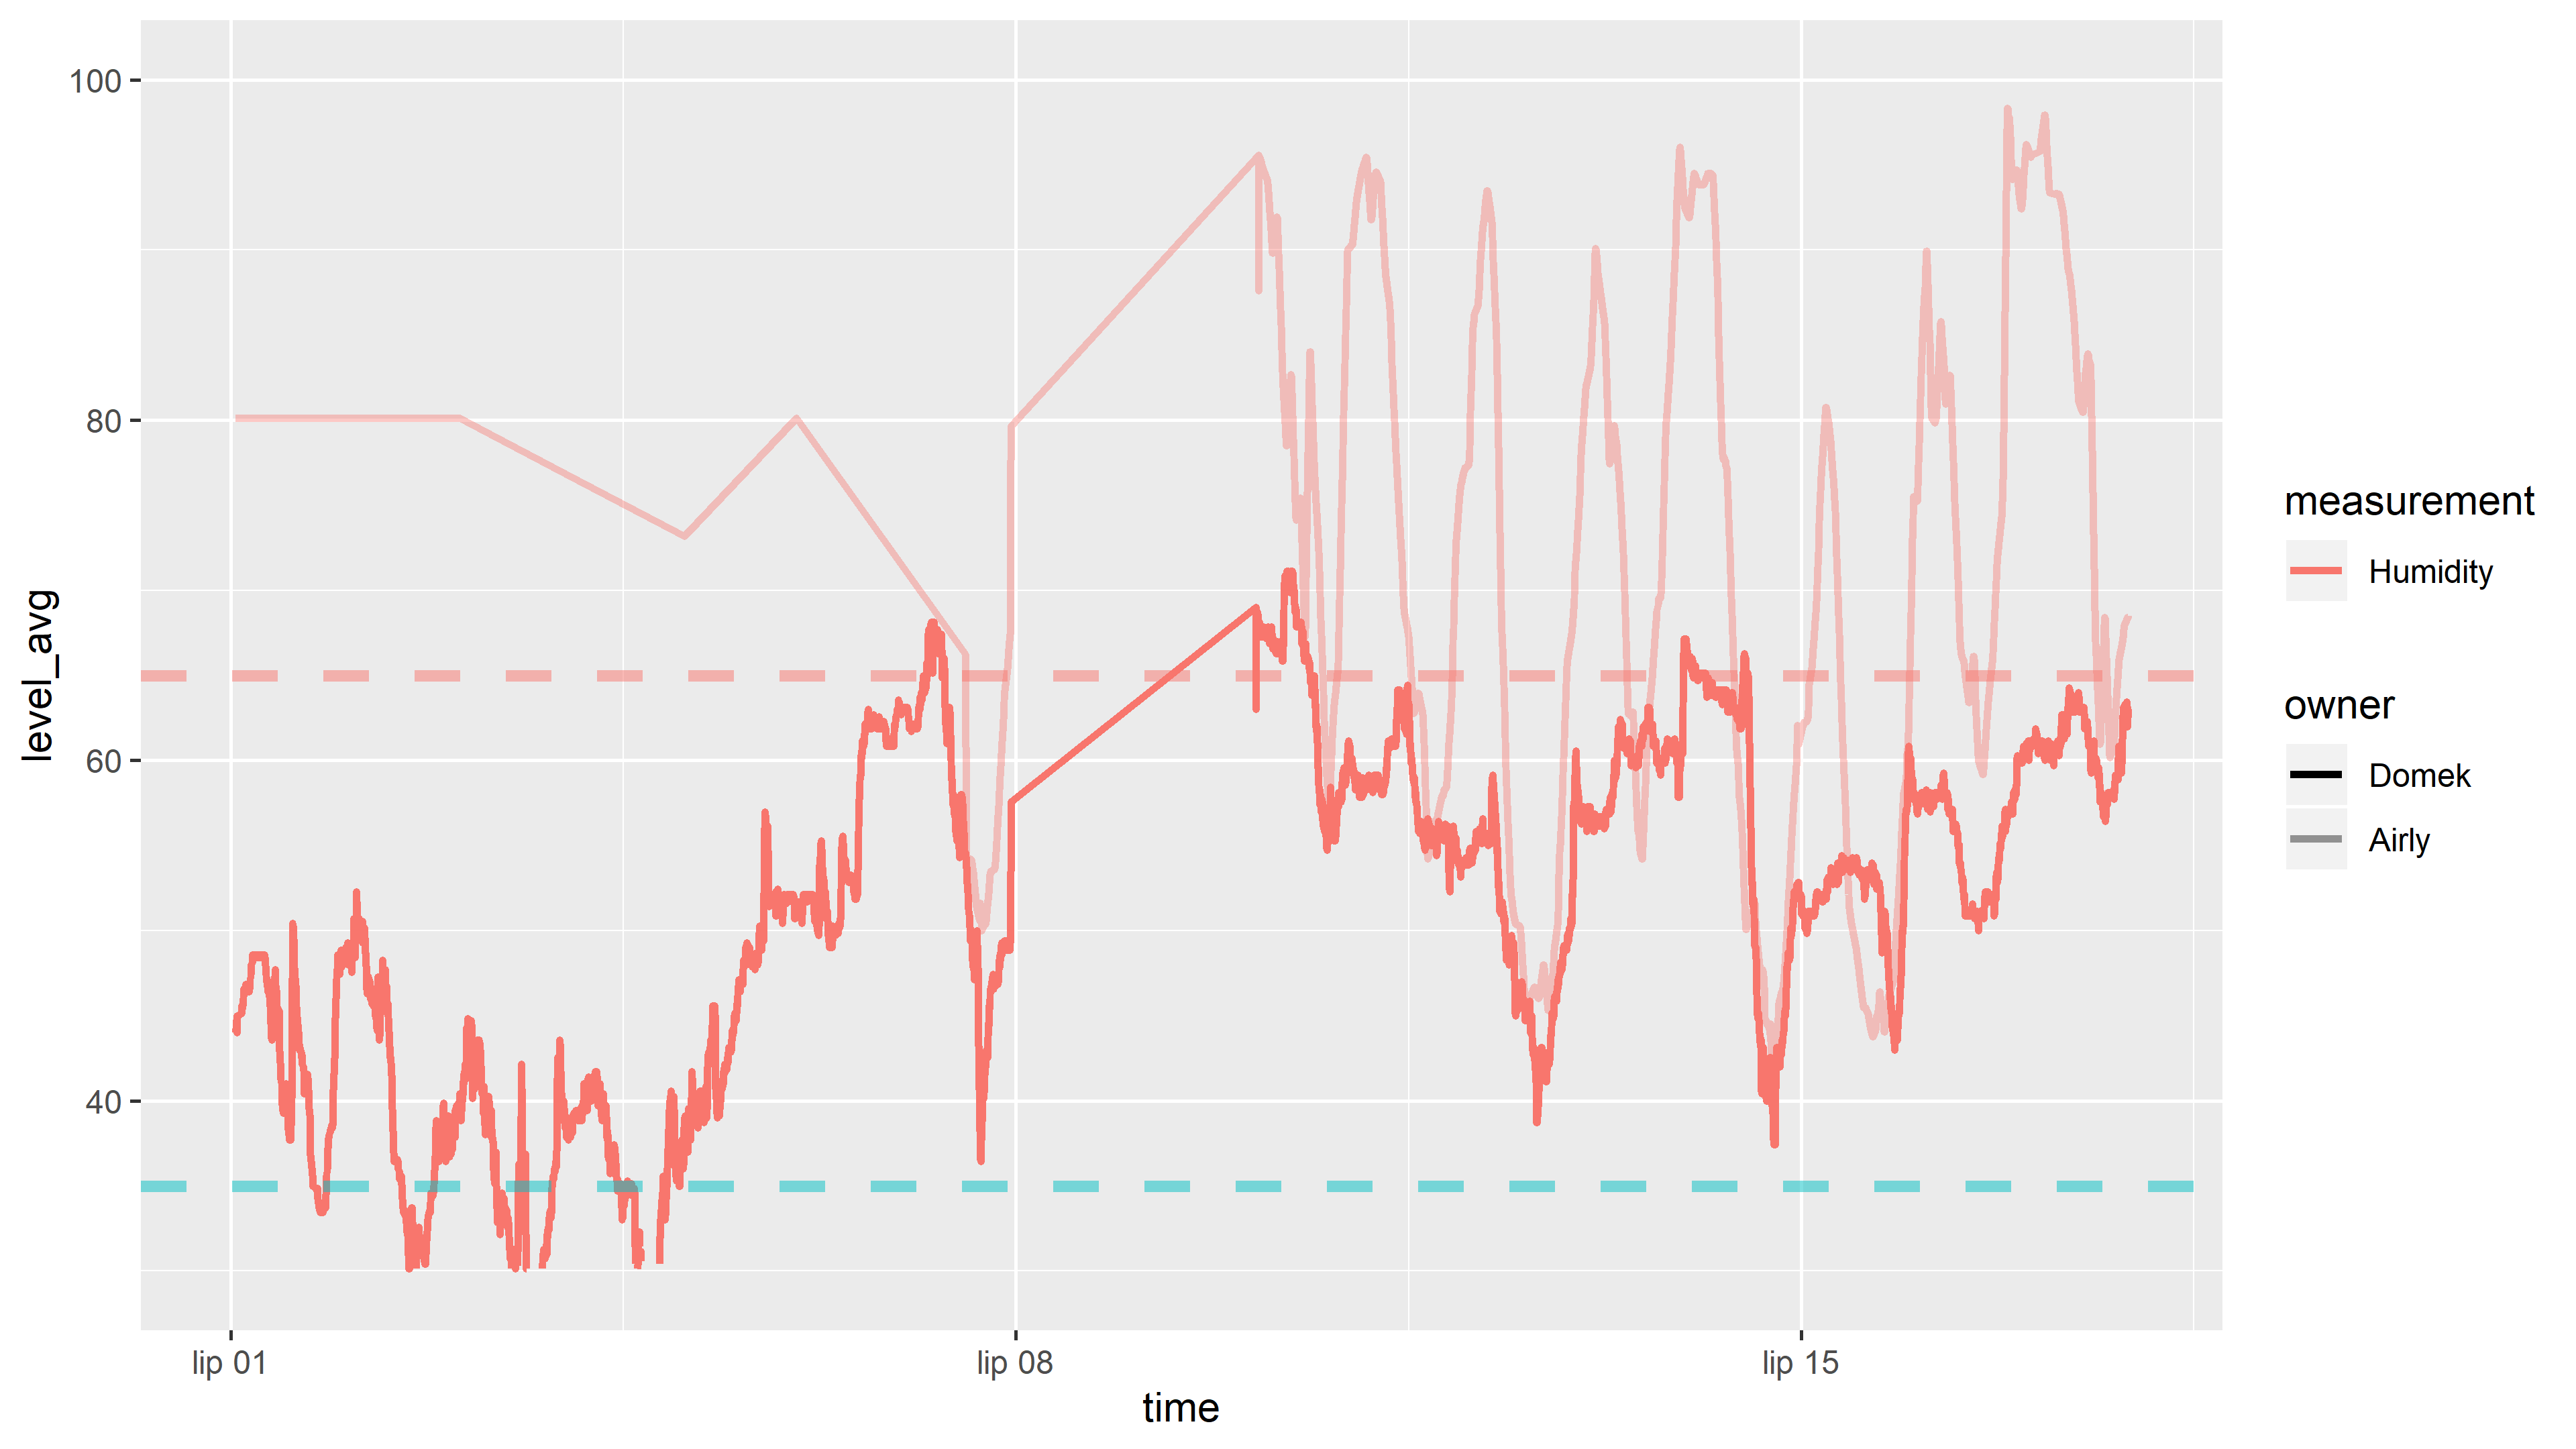 100
80
60
40
level_avg
lip 01
lip 08
lip 15
time
measurement
Humidity
owner
Domek
Airly